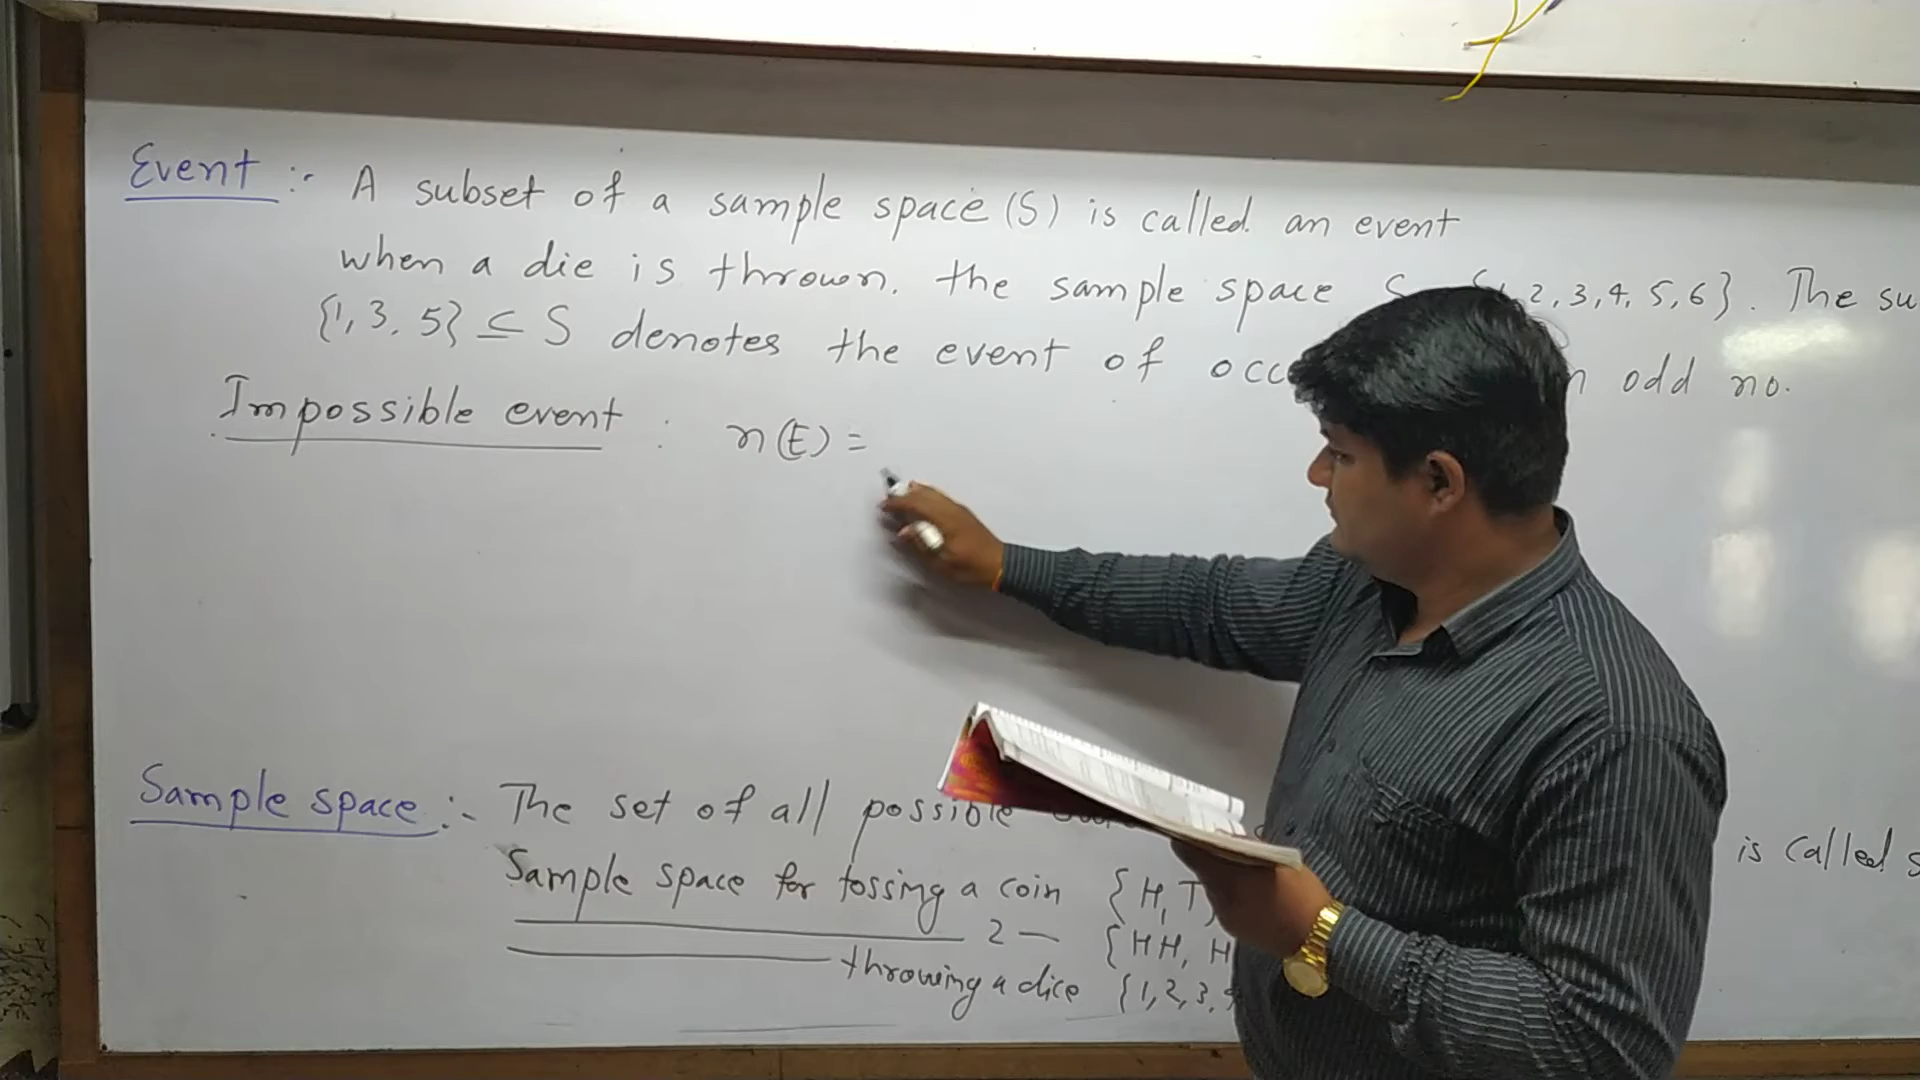 Event :- A subset of a sample space (S) is called an event
when a die is thrown. the sample space S 2, 3, 4, 5, 6}. The su
{1, 3, 5} ⊆ S denotes the event of occ odd no.
Impossible event : n(E) =
Sample space :- The set of all possible is called s
Sample space for tossing a coin {H, T
2 — {HH, H
throwing a dice {1, 2, 3, 4